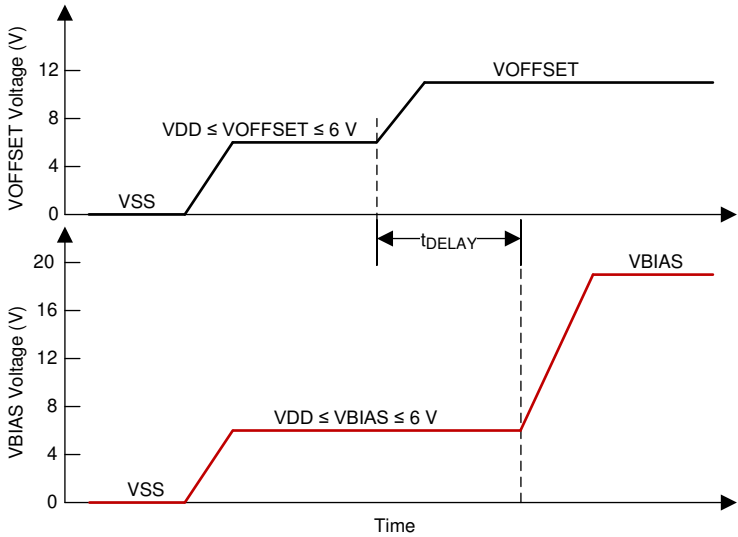 VOFFSET Voltage (V)
12
8
4
0
VOFFSET
VDD ≤ VOFFSET ≤ 6 V
VSS
tDELAY
VBIAS Voltage (V)
20
16
12
8
4
0
VBIAS
VDD ≤ VBIAS ≤ 6 V
VSS
Time